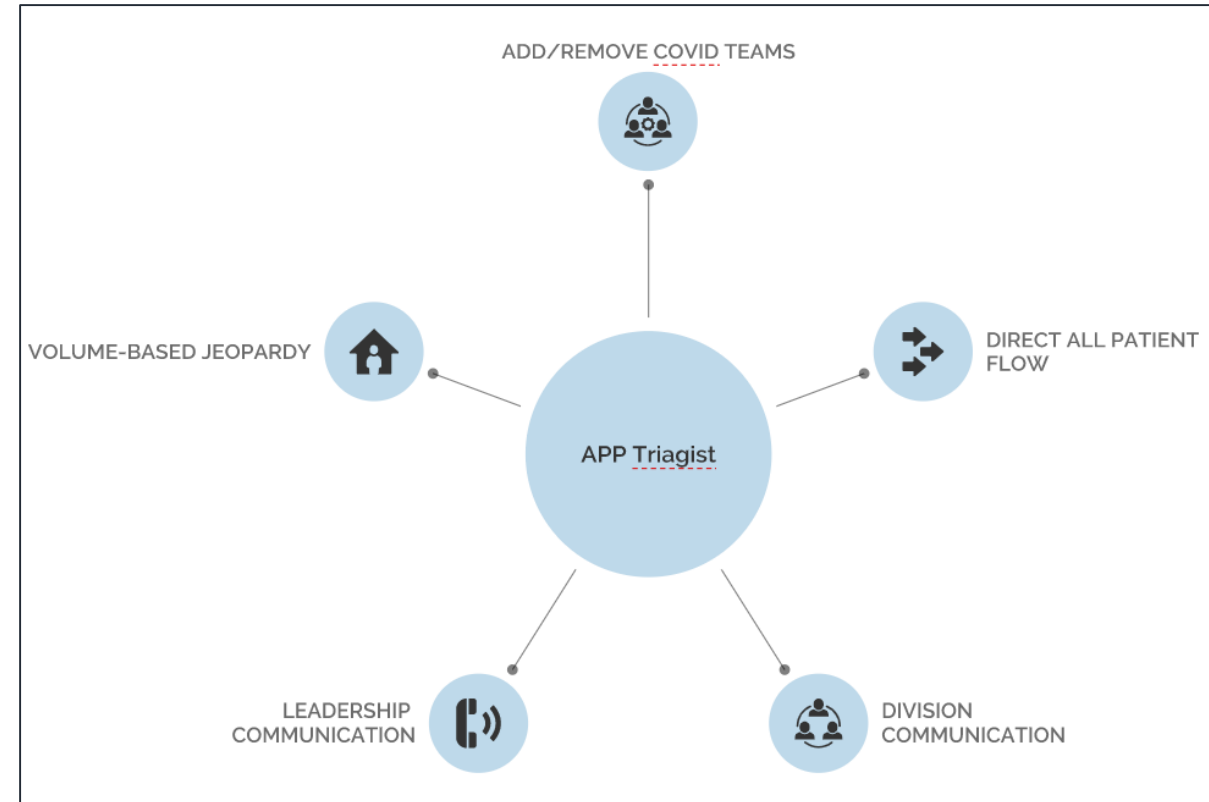 ADD/REMOVE COVID TEAMS
VOLUME-BASED JEOPARDY
DIRECT ALL PATIENT
FLOW
APP Triagist
LEADERSHIP
COMMUNICATION
DIVISION
COMMUNICATION